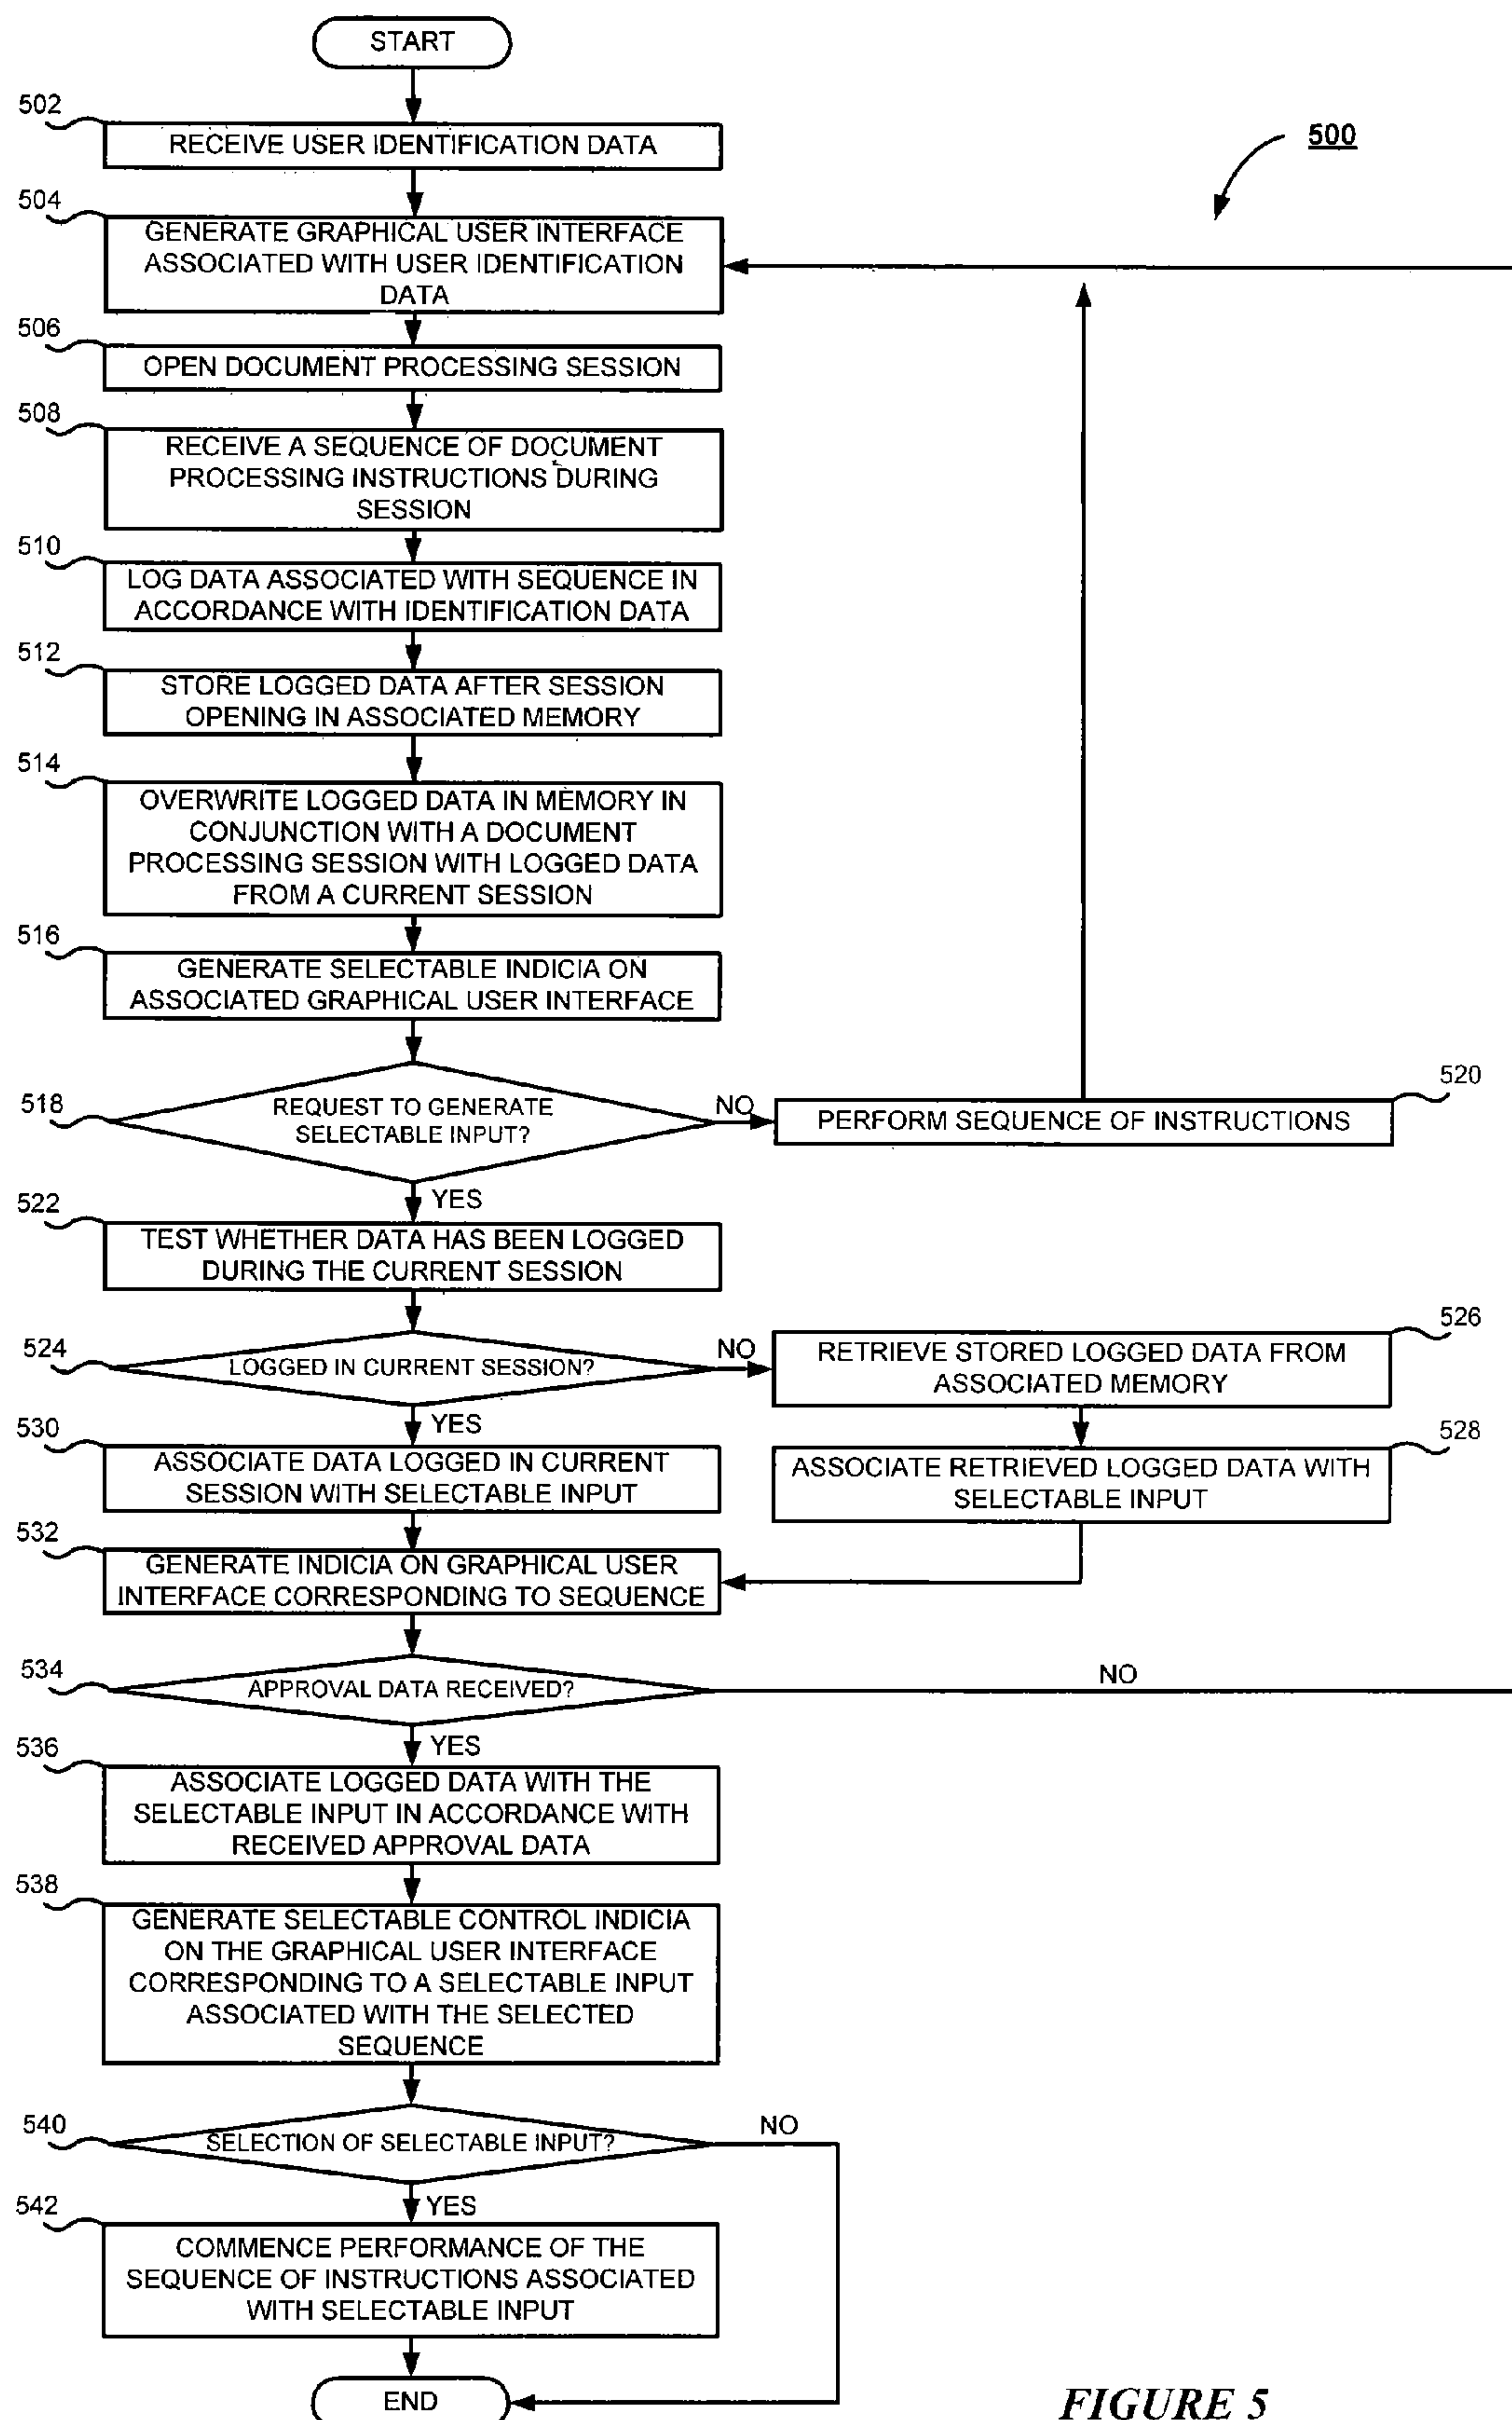 START
502
RECEIVE USER IDENTIFICATION DATA
500
504
GENERATE GRAPHICAL USER INTERFACE
ASSOCIATED WITH USER IDENTIFICATION
DATA
506
OPEN DOCUMENT PROCESSING SESSION
508
RECEIVE A SEQUENCE OF DOCUMENT
PROCESSING INSTRUCTIONS DURING
SESSION
510
LOG DATA ASSOCIATED WITH SEQUENCE IN
ACCORDANCE WITH IDENTIFICATION DATA
512
STORE LOGGED DATA AFTER SESSION
OPENING IN ASSOCIATED MEMORY
514
OVERWRITE LOGGED DATA IN MEMORY IN
CONJUNCTION WITH A DOCUMENT
PROCESSING SESSION WITH LOGGED DATA
FROM A CURRENT SESSION
516
GENERATE SELECTABLE INDICIA ON
ASSOCIATED GRAPHICAL USER INTERFACE
518
REQUEST TO GENERATE
SELECTABLE INPUT?
NO
520
PERFORM SEQUENCE OF INSTRUCTIONS
YES
522
TEST WHETHER DATA HAS BEEN LOGGED
DURING THE CURRENT SESSION
524
LOGGED IN CURRENT SESSION?
NO
526
RETRIEVE STORED LOGGED DATA FROM
ASSOCIATED MEMORY
YES
530
ASSOCIATE DATA LOGGED IN CURRENT
SESSION WITH SELECTABLE INPUT
528
ASSOCIATE RETRIEVED LOGGED DATA WITH
SELECTABLE INPUT
532
GENERATE INDICIA ON GRAPHICAL USER
INTERFACE CORRESPONDING TO SEQUENCE
534
APPROVAL DATA RECEIVED?
NO
YES
536
ASSOCIATE LOGGED DATA WITH THE
SELECTABLE INPUT IN ACCORDANCE WITH
RECEIVED APPROVAL DATA
538
GENERATE SELECTABLE CONTROL INDICIA
ON THE GRAPHICAL USER INTERFACE
CORRESPONDING TO A SELECTABLE INPUT
ASSOCIATED WITH THE SELECTED
SEQUENCE
540
SELECTION OF SELECTABLE INPUT?
NO
YES
542
COMMENCE PERFORMANCE OF THE
SEQUENCE OF INSTRUCTIONS ASSOCIATED
WITH SELECTABLE INPUT
END
FIGURE 5